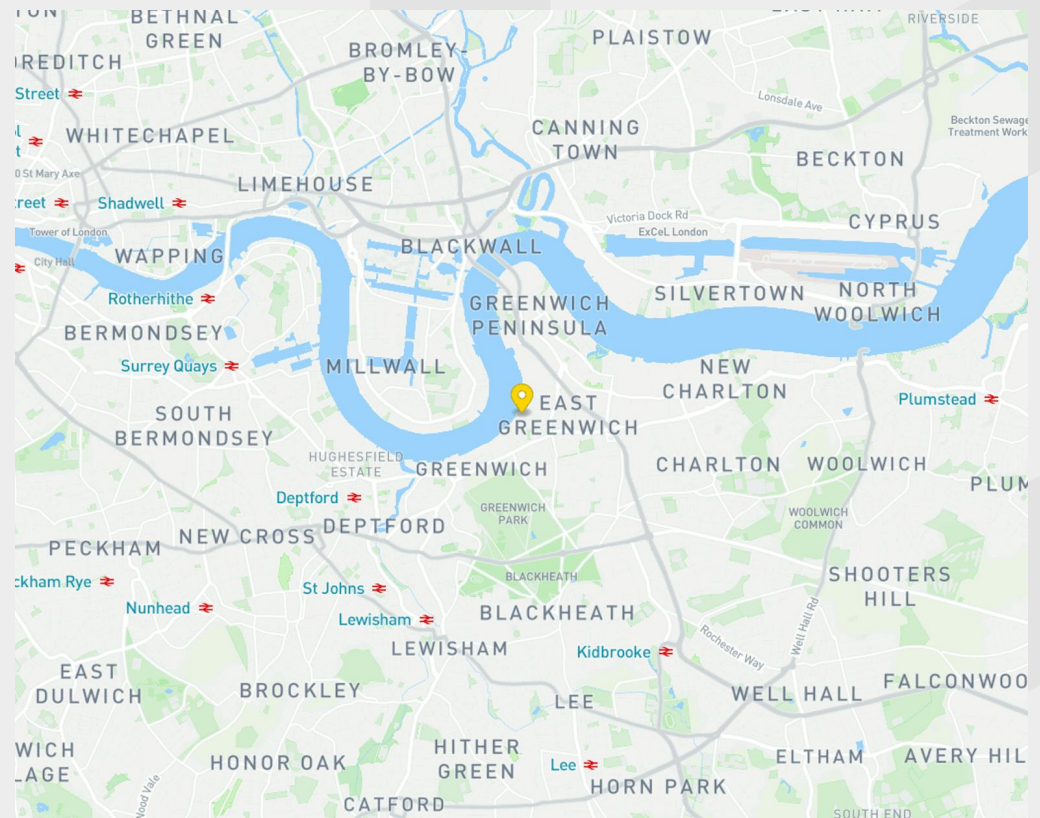 BETHNAL
GREEN
RIVERSIDE
BROMLEY-
BY-BOW
PLAISTOW
Street
Lonsdale Ave
WHITECHAPEL
CANNING
TOWN
Beckton Sewage
Treatment Work
BECKTON
0 St Mary Axe
LIMEHOUSE
Shadwell
Victoria Dock Rd
ExCeL London
CYPRUS
Tower of London
WAPPING
BLACKWALL
City Hall
Rotherhithe
GREENWICH
PENINSULA
SILVERTOWN
NORTH
WOOLWICH
BERMONDSEY
Surrey Quays
MILLWALL
NEW
CHARLTON
Plumstead
SOUTH
BERMONDSEY
EAST
GREENWICH
HUGHESFIELD
ESTATE
GREENWICH
CHARLTON
WOOLWICH
PLUM
Deptford
GREENWICH
PARK
WOOLWICH
COMMON
NEW CROSS
DEPTFORD
PECKHAM
ckham Rye
St Johns
BLACKHEATH
SHOOTERS
HILL
Nunhead
Lewisham
BLACKHEATH
Well Hall Rd
LEWISHAM
Kidbrooke
Rochester Way
EAST
DULWICH
BROCKLEY
LEE
WELL HALL
FALCONWOO
WICH
LAGE
HONOR OAK
HITHER
GREEN
Lee
ELTHAM
AVERY HIL
HORN PARK
CATFORD
ood Vale
SOUTH END